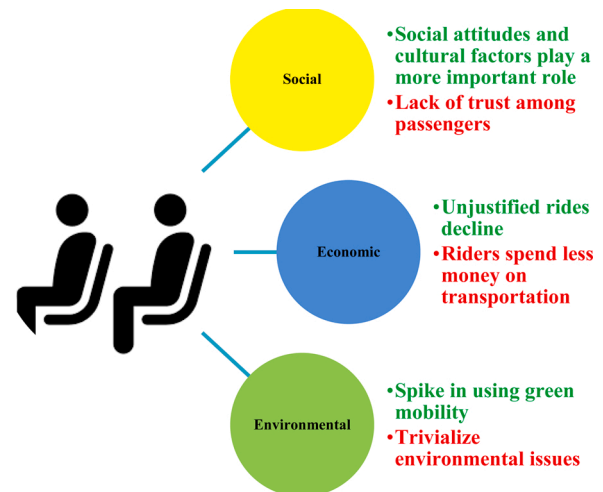 Social
•Social attitudes and
cultural factors play a
more important role
•Lack of trust among
passengers
Economic
•Unjustified rides
decline
•Riders spend less
money on
transportation
Environmental
•Spike in using green
mobility
•Trivialize
environmental issues